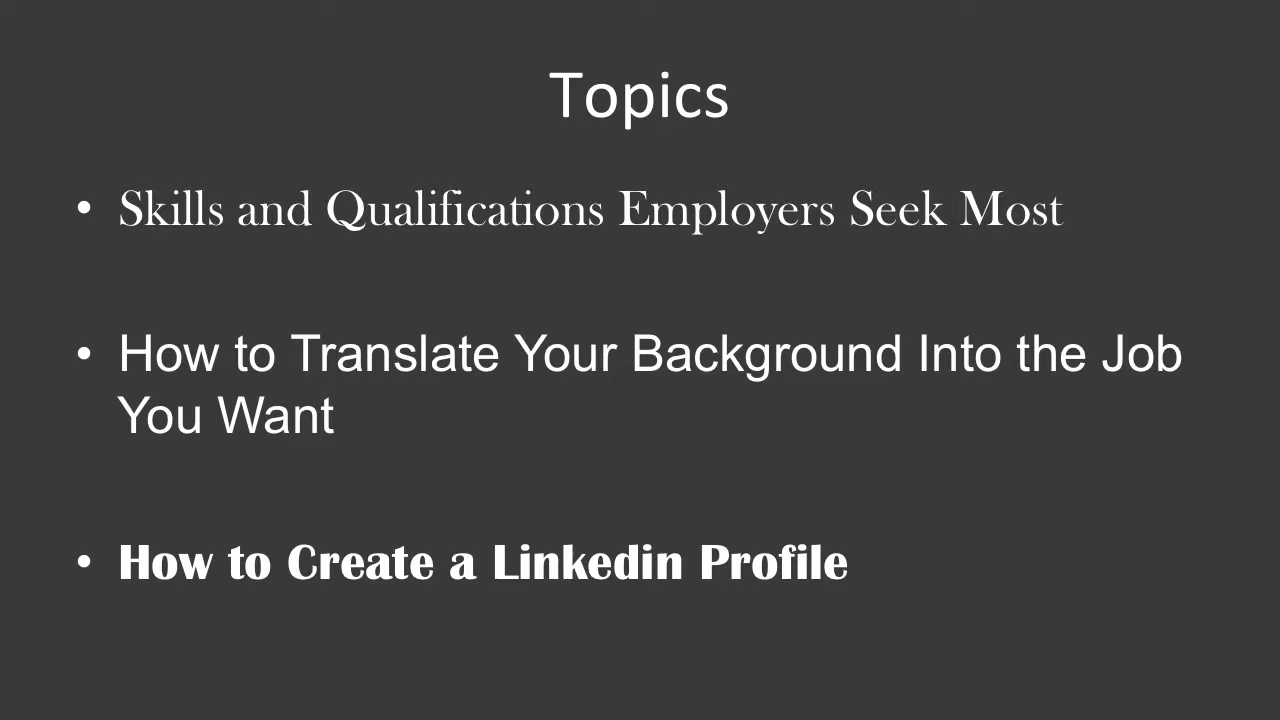 Topics
• Skills and Qualifications Employers Seek Most
• How to Translate Your Background Into the Job
You Want
• How to Create a Linkedin Profile